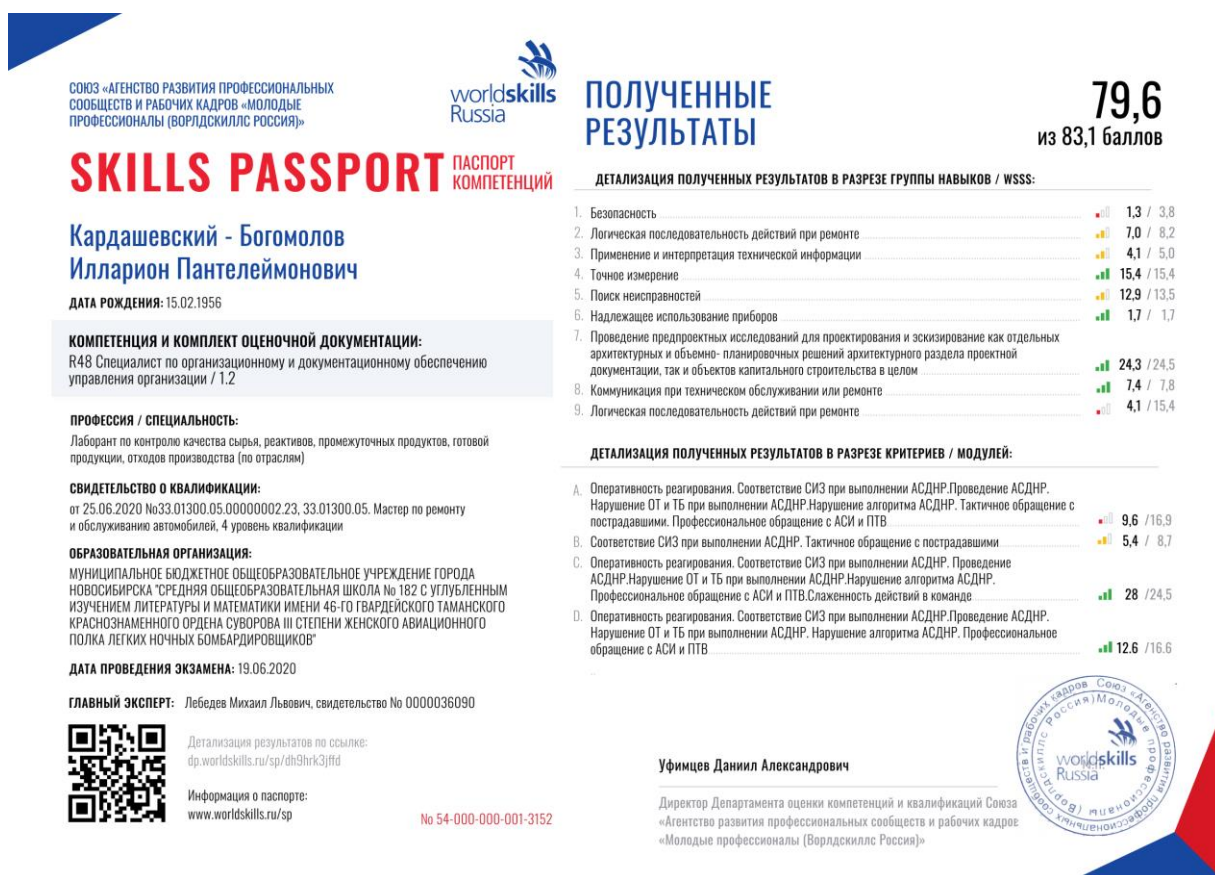 СОЮЗ «АГЕНСТВО РАЗВИТИЯ ПРОФЕССИОНАЛЬНЫХ
СООБЩЕСТВ И РАБОЧИХ КАДРОВ «МОЛОДЫЕ
ПРОФЕССИОНАЛЫ (ВОРЛДСКИЛЛС РОССИЯ)»
worldskills
Russia
SKILLS PASSPORT
ПАСПОРТ
КОМПЕТЕНЦИЙ
Кардашевский - Богомолов
Илларион Пантелеймонович
ДАТА РОЖДЕНИЯ: 15.02.1956
КОМПЕТЕНЦИЯ И КОМПЛЕКТ ОЦЕНОЧНОЙ ДОКУМЕНТАЦИИ:
R48 Специалист по организационному и документационному обеспечению
управления организации / 1.2
ПРОФЕССИЯ / СПЕЦИАЛЬНОСТЬ:
Лаборант по контролю качества сырья, реактивов, промежуточных продуктов, готовой
продукции, отходов производства (по отраслям)
СВИДЕТЕЛЬСТВО О КВАЛИФИКАЦИИ:
от 25.06.2020 №33.01300.05.00000002.23, 33.01300.05. Мастер по ремонту
и обслуживанию автомобилей, 4 уровень квалификации
ОБРАЗОВАТЕЛЬНАЯ ОРГАНИЗАЦИЯ:
МУНИЦИПАЛЬНОЕ БЮДЖЕТНОЕ ОБЩЕОБРАЗОВАТЕЛЬНОЕ УЧРЕЖДЕНИЕ ГОРОДА
НОВОСИБИРСКА "СРЕДНЯЯ ОБЩЕОБРАЗОВАТЕЛЬНАЯ ШКОЛА № 182 С УГЛУБЛЕННЫМ
ИЗУЧЕНИЕМ ЛИТЕРАТУРЫ И МАТЕМАТИКИ ИМЕНИ 46-ГО ГВАРДЕЙСКОГО ТАМАНСКОГО
КРАСНОЗНАМЕННОГО ОРДЕНА СУВОРОВА III СТЕПЕНИ ЖЕНСКОГО АВИАЦИОННОГО
ПОЛКА ЛЕГКИХ НОЧНЫХ БОМБАРДИРОВЩИКОВ"
ДАТА ПРОВЕДЕНИЯ ЭКЗАМЕНА: 19.06.2020
ГЛАВНЫЙ ЭКСПЕРТ: Лебедев Михаил Львович, свидетельство № 0000036090
Детализация результатов по ссылке:
dp.worldskills.ru/sp/dh9hrk3jffd
Информация о паспорте:
www.worldskills.ru/sp
№ 54-000-000-001-3152
ПОЛУЧЕННЫЕ
РЕЗУЛЬТАТЫ
79,6
из 83,1 баллов
ДЕТАЛИЗАЦИЯ ПОЛУЧЕННЫХ РЕЗУЛЬТАТОВ В РАЗРЕЗЕ ГРУППЫ НАВЫКОВ / WSSS:
1. Безопасность 1,3 / 3,8
2. Логическая последовательность действий при ремонте 7,0 / 8,2
3. Применение и интерпретация технической информации 4,1 / 5,0
4. Точное измерение 15,4 / 15,4
5. Поиск неисправностей 12,9 / 13,5
6. Надлежащее использование приборов 1,7 / 1,7
7. Проведение предпроектных исследований для проектирования и эскизирование как отдельных
архитектурных и объемно- планировочных решений архитектурного раздела проектной
документации, так и объектов капитального строительства в целом 24,3 /24,5
8. Коммуникация при техническом обслуживании или ремонте 7,4 / 7,8
9. Логическая последовательность действий при ремонте 4,1 /15,4
ДЕТАЛИЗАЦИЯ ПОЛУЧЕННЫХ РЕЗУЛЬТАТОВ В РАЗРЕЗЕ КРИТЕРИЕВ / МОДУЛЕЙ:
A. Оперативность реагирования. Соответствие СИЗ при выполнении АСДНР.Проведение АСДНР.
Нарушение ОТ и ТБ при выполнении АСДНР.Нарушение алгоритма АСДНР. Тактичное обращение с
пострадавшими. Профессиональное обращение с АСИ и ПТВ 9,6 /16,9
B. Соответствие СИЗ при выполнении АСДНР. Тактичное обращение с пострадавшими 5,4 / 8,7
C. Оперативность реагирования. Соответствие СИЗ при выполнении АСДНР. Проведение
АСДНР.Нарушение ОТ и ТБ при выполнении АСДНР.Нарушение алгоритма АСДНР.
Профессиональное обращение с АСИ и ПТВ.Слаженность действий в команде 28 /24,5
D. Оперативность реагирования. Соответствие СИЗ при выполнении АСДНР.Проведение АСДНР.
Нарушение ОТ и ТБ при выполнении АСДНР. Нарушение алгоритма АСДНР. Профессиональное
обращение с АСИ и ПТВ 12.6 /16.6
Уфимцев Даниил Александрович
Директор Департамента оценки компетенций и квалификаций Союза
«Агентство развития профессиональных сообществ и рабочих кадров
«Молодые профессионалы (Ворлдскиллс Россия)»
Союз «Агенство развития профессиональных сообществ и рабочих кадров
Молодые профессионалы (Ворлдскиллс Россия)
worldskills
Russia